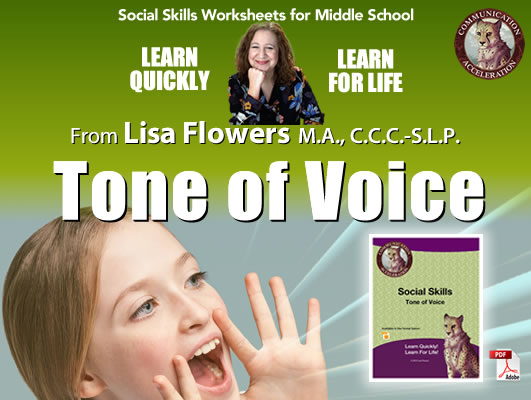 Social Skills Worksheets for Middle School
COMMUNICATION
ACCELERATION
LEARN
QUICKLY
LEARN
FOR LIFE
From Lisa Flowers M.A., C.C.C.-S.L.P.
Tone of Voice
Social Skills
Tone of Voice
Learn Quickly!
Learn For Life!
PDF
Adobe